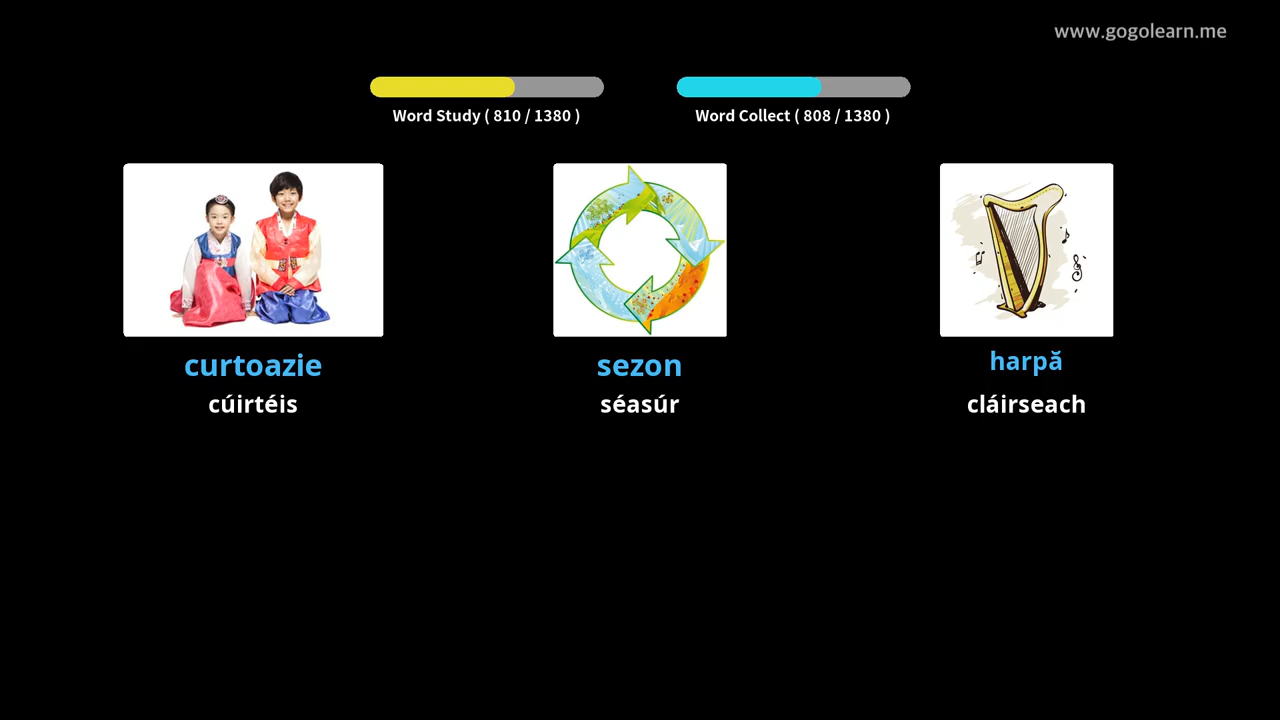 www.gogolearn.me
Word Study ( 810 / 1380 )
Word Collect ( 808 / 1380 )
curtoazie
cúirtéis
sezon
séasúr
harpă
cláirseach